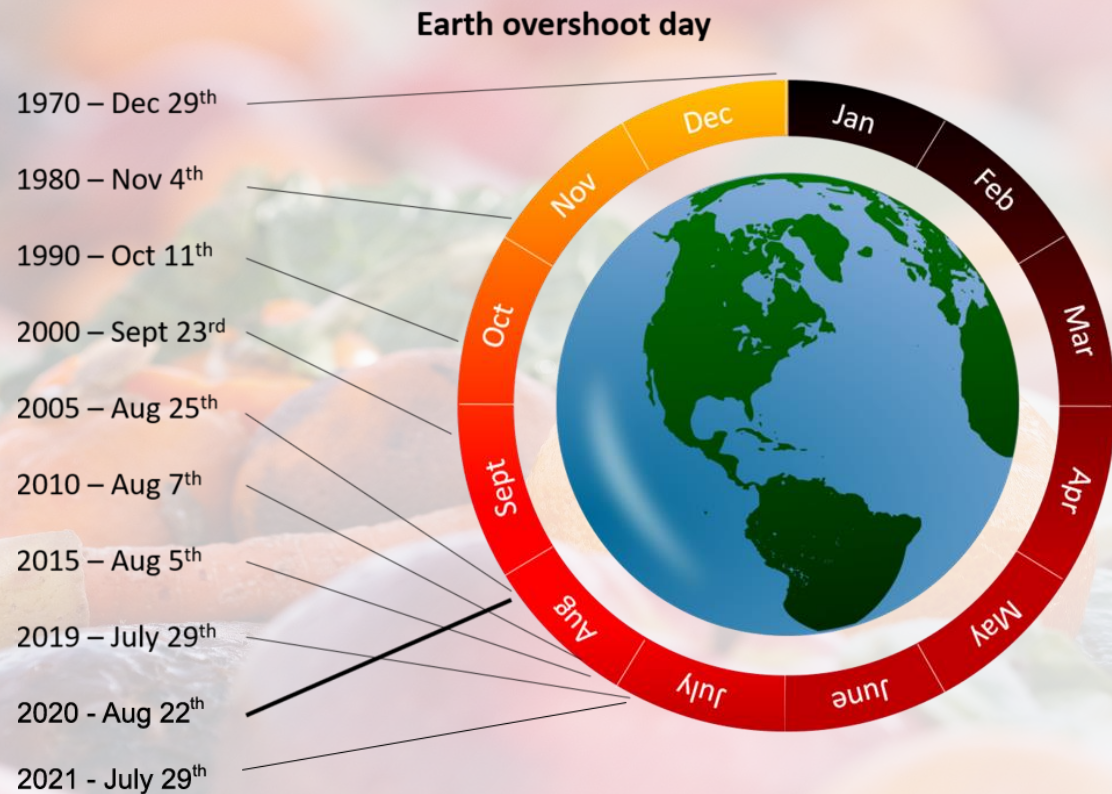 Earth overshoot day
1970 – Dec 29th
1980 – Nov 4th
1990 – Oct 11th
2000 – Sept 23rd
2005 – Aug 25th
2010 – Aug 7th
2015 – Aug 5th
2019 – July 29th
2020 - Aug 22th
2021 - July 29th
Jan
Feb
Mar
Apr
May
June
July
Aug
Sept
Oct
Nov
Dec